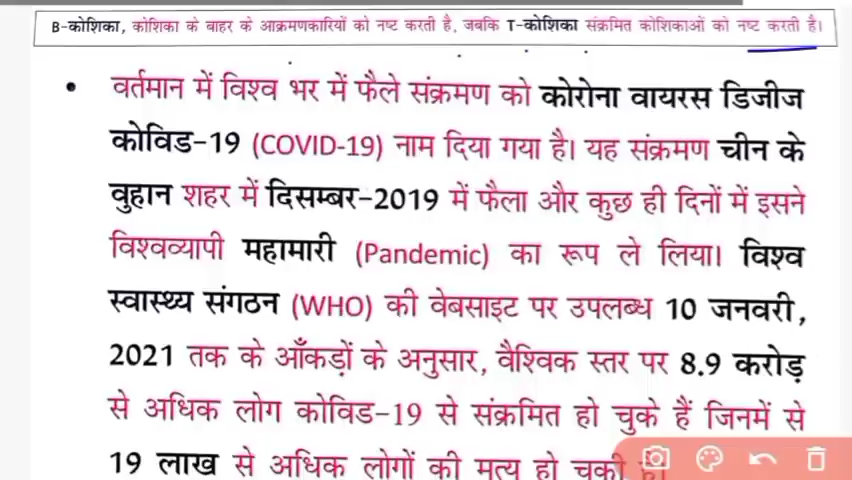 B-कोशिका, कोशिका के बाहर के आक्रमणकारियों को नष्ट करती है, जबकि T-कोशिका संक्रमित कोशिकाओं को नष्ट करती है।
• वर्तमान में विश्व भर में फैले संक्रमण को कोरोना वायरस डिजीज
कोविड-19 (COVID-19) नाम दिया गया है। यह संक्रमण चीन के
वुहान शहर में दिसम्बर-2019 में फैला और कुछ ही दिनों में इसने
विश्वव्यापी महामारी (Pandemic) का रूप ले लिया। विश्व
स्वास्थ्य संगठन (WHO) की वेबसाइट पर उपलब्ध 10 जनवरी,
2021 तक के आँकड़ों के अनुसार, वैश्विक स्तर पर 8.9 करोड़
से अधिक लोग कोविड-19 से संक्रमित हो चुके हैं जिनमें से
19 लाख से अधिक लोगों की मृत्यु हो चुकी है।